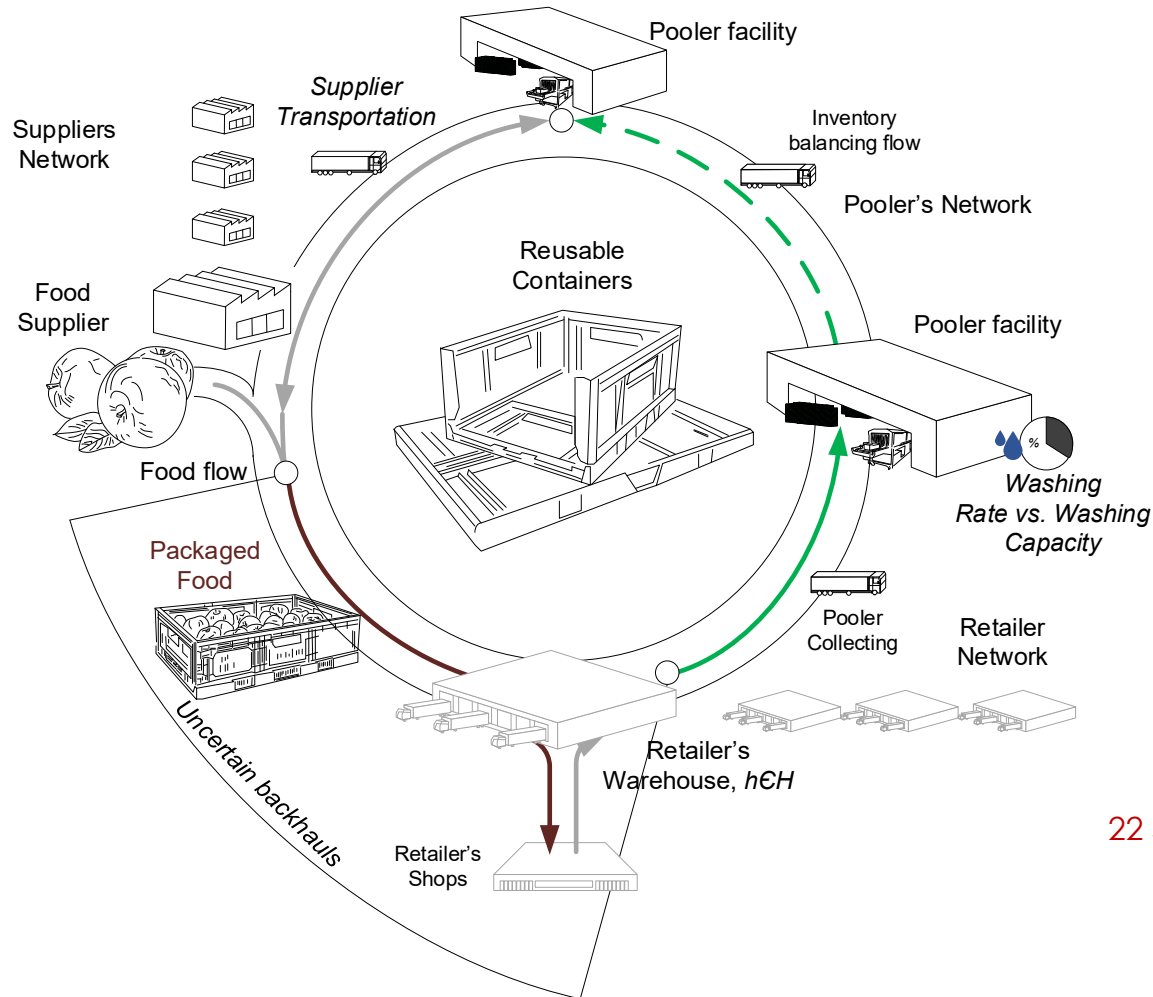 Pooler facility
Supplier
Transportation
Suppliers
Network
Inventory
balancing flow
Pooler’s Network
Reusable
Containers
Food
Supplier
Pooler facility
%
Washing
Rate vs. Washing
Capacity
Food flow
Packaged
Food
Pooler
Collecting
Retailer
Network
Uncertain backhauls
Retailer’s
Warehouse, hЄH
Retailer’s
Shops
22